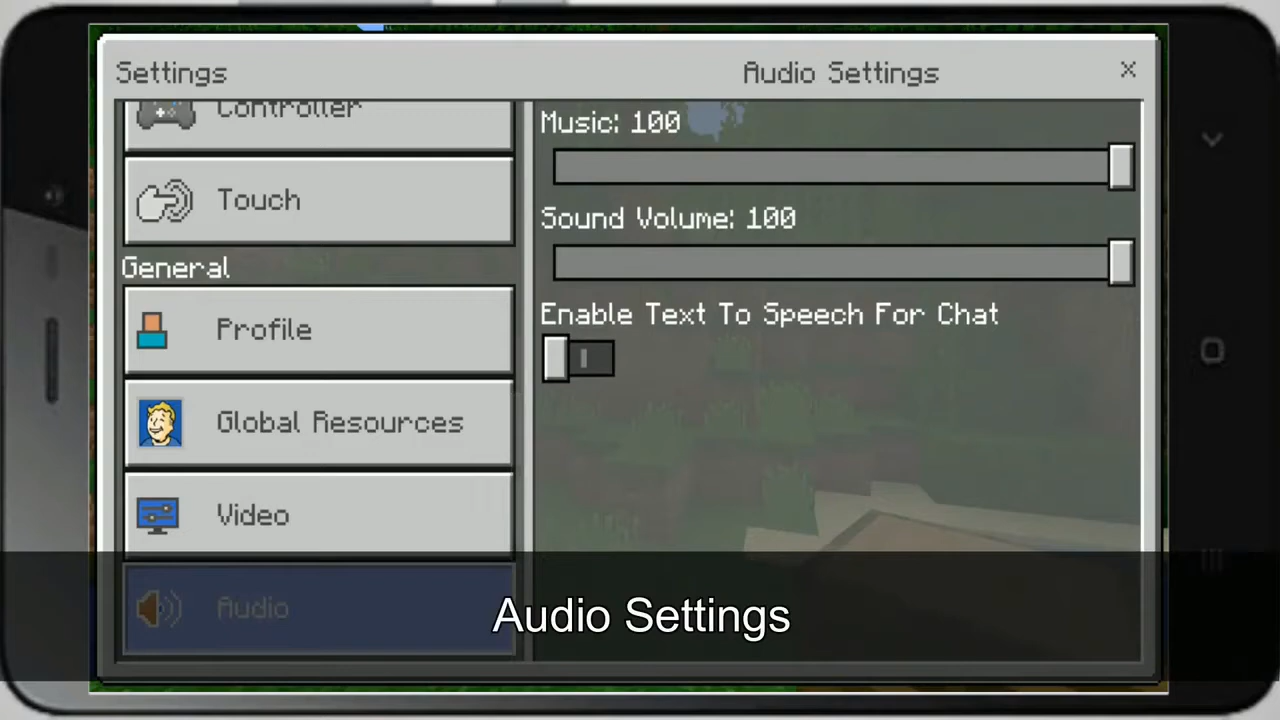 Settings
Audio Settings
Controller
Touch
General
Profile
Global Resources
Video
Audio
Music: 100
Sound Volume: 100
Enable Text To Speech For Chat
Audio Settings